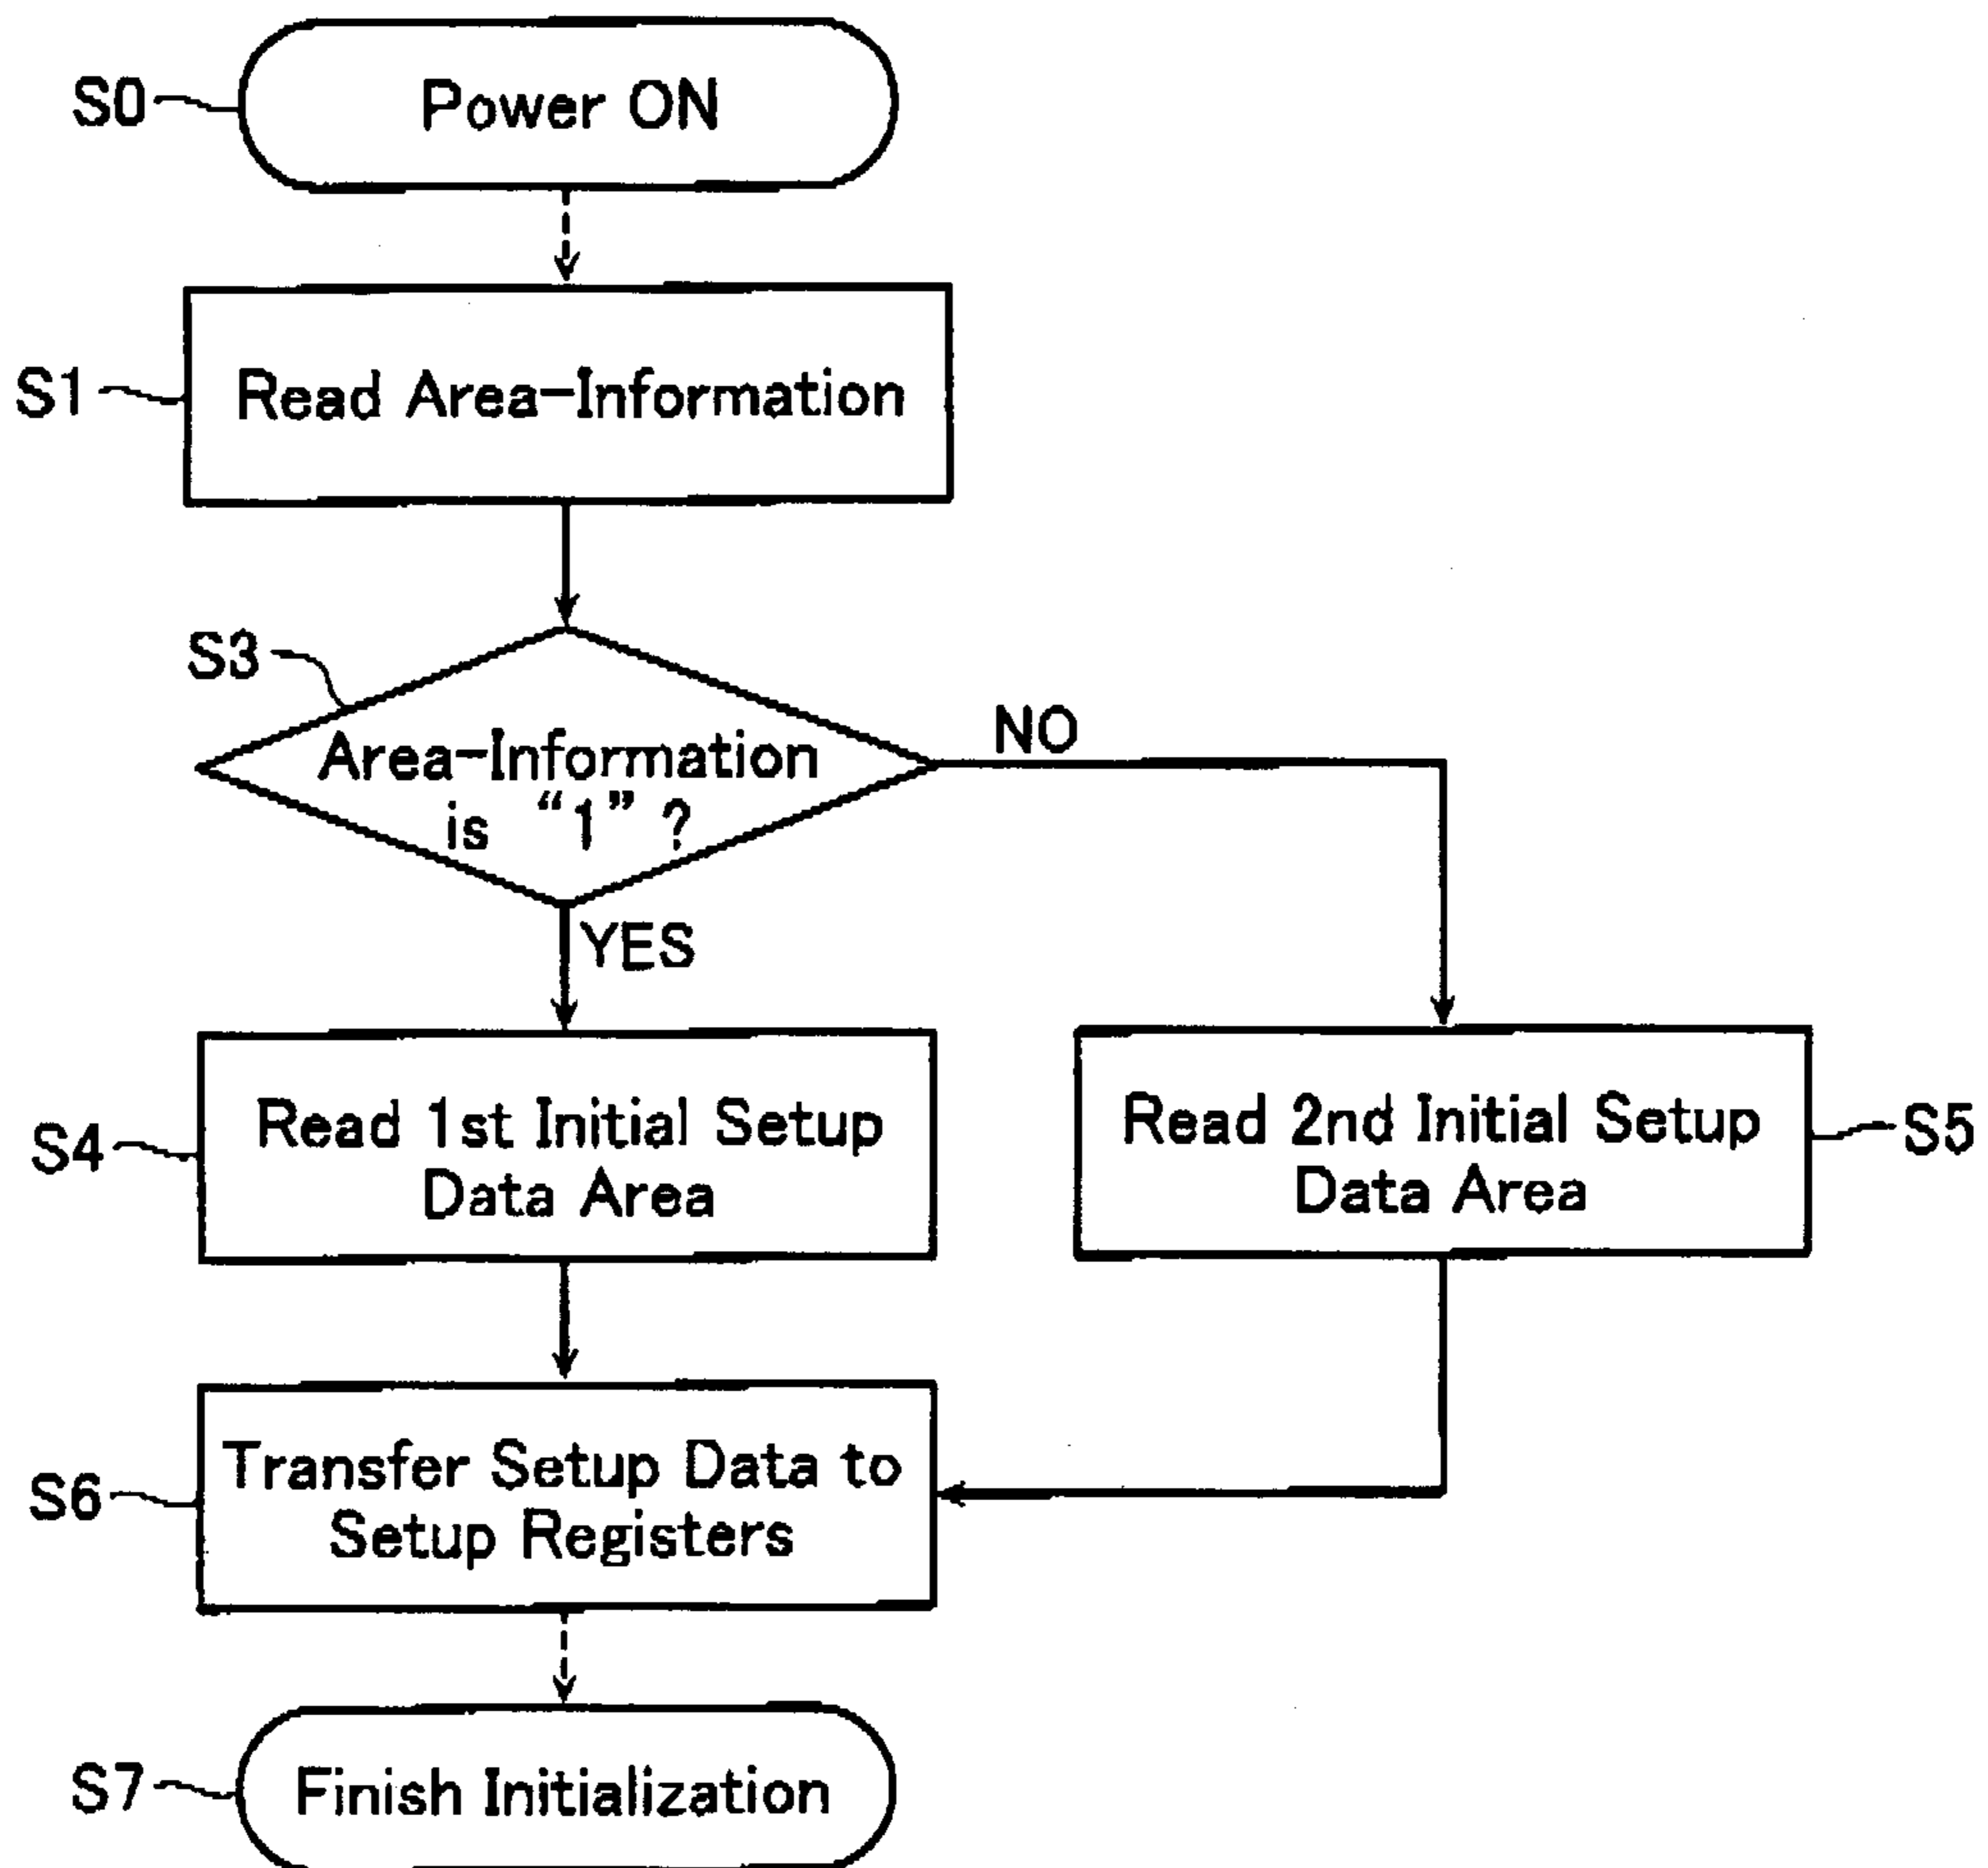 S0
Power ON
S1
Read Area-Information
S3
Area-Information
is “1”?
NO
YES
S4
Read 1st Initial Setup
Data Area
Read 2nd Initial Setup
Data Area
S5
S6
Transfer Setup Data to
Setup Registers
S7
Finish Initialization